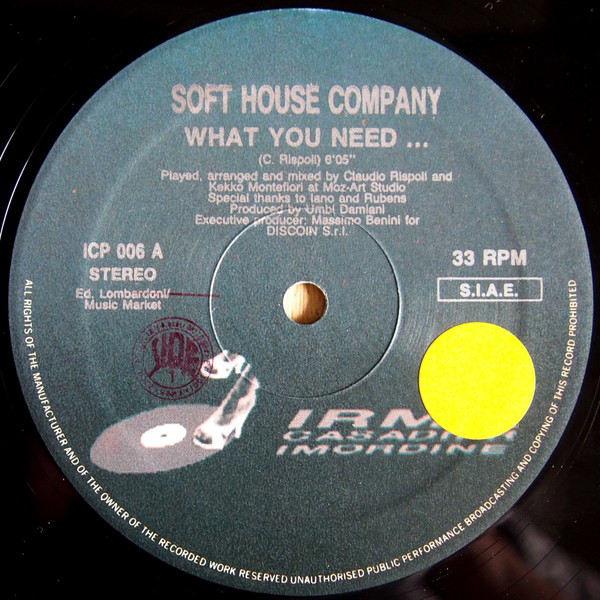 SOFT HOUSE COMPANY
WHAT YOU NEED ...
(C. Rispoli) 6'05"
Played, arranged and mixed by Claudio Rispoli and
Kekko Montefiori at Moz-Art Studio
Special thanks to Iano and Rubens
Produced by Umbi Damiani
Executive producer: Massimo Benini for
DISCOIN S.r.l.
ICP 006 A
STEREO
Ed. Lombardoni/
Music Market
33 RPM
S.I.A.E.
IRM
CASADI
IMORDINE
ALL RIGHTS OF THE MANUFACTURER AND OF THE OWNER OF THE RECORDED WORK RESERVED UNAUTHORISED PUBLIC PERFORMANCE BROADCASTING AND COPYING OF THIS RECORD PROHIBITED